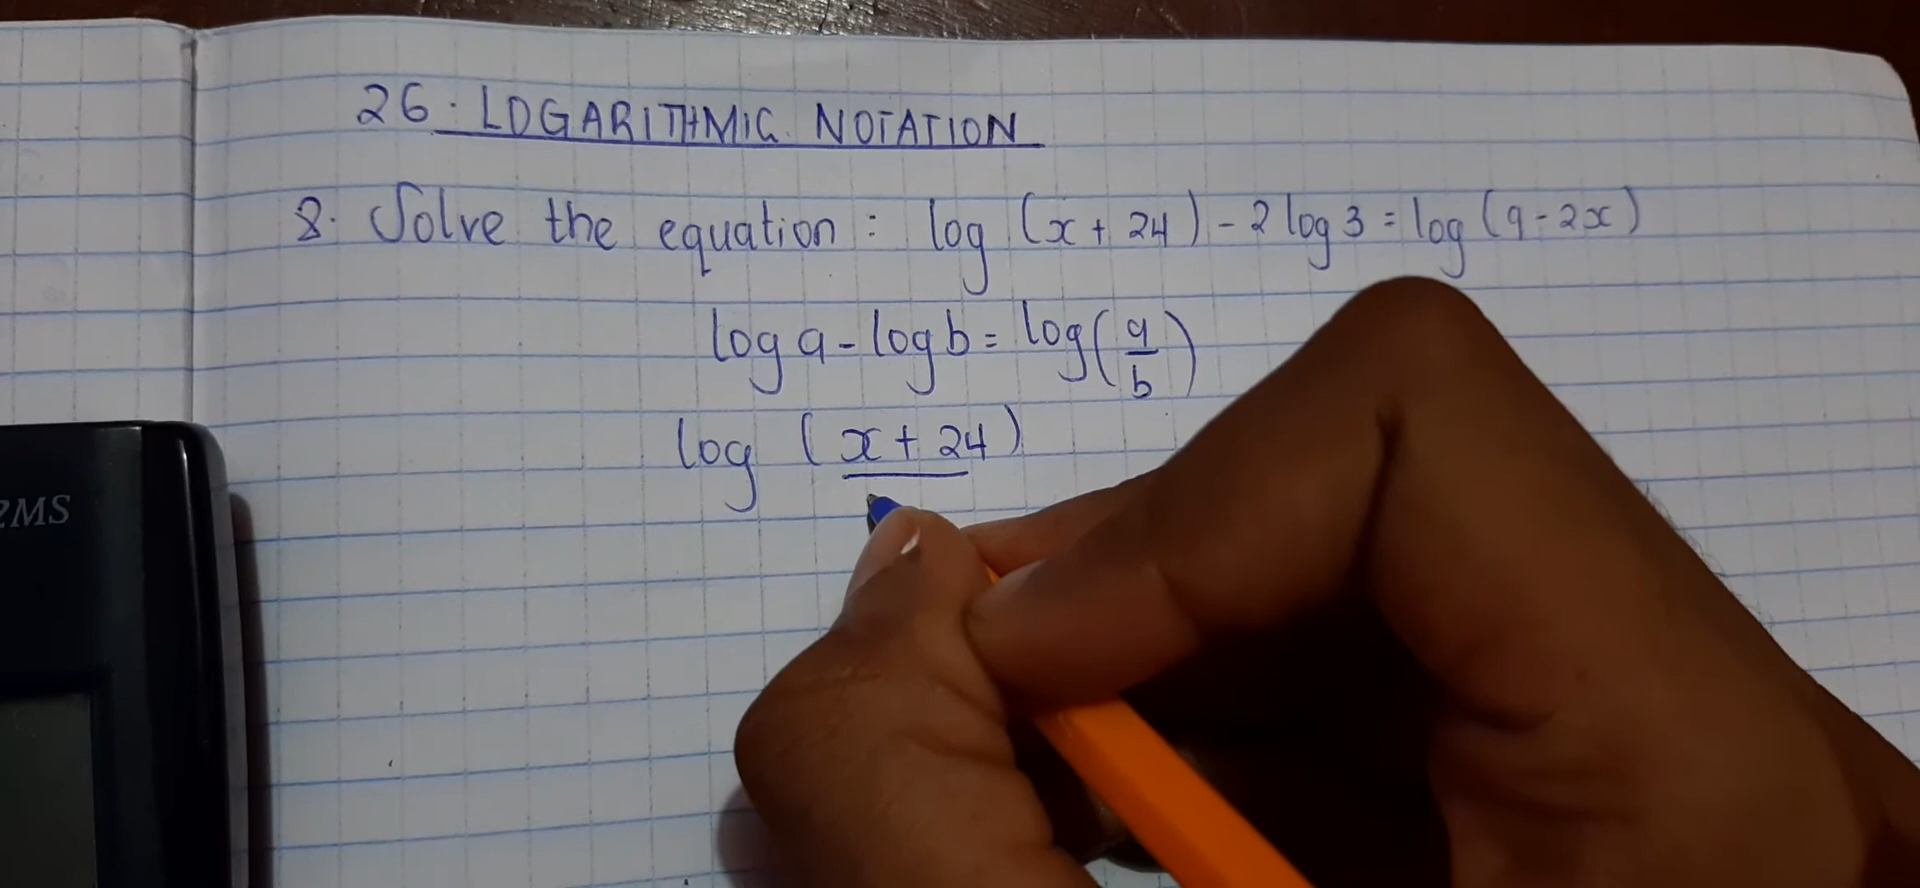 26. LOGARITHMIC NOTATION
8. Solve the equation: log (x + 24) - 2 log 3 = log (9 - 2x)
log a - log b = log(a/b)
log (x + 24)
MS